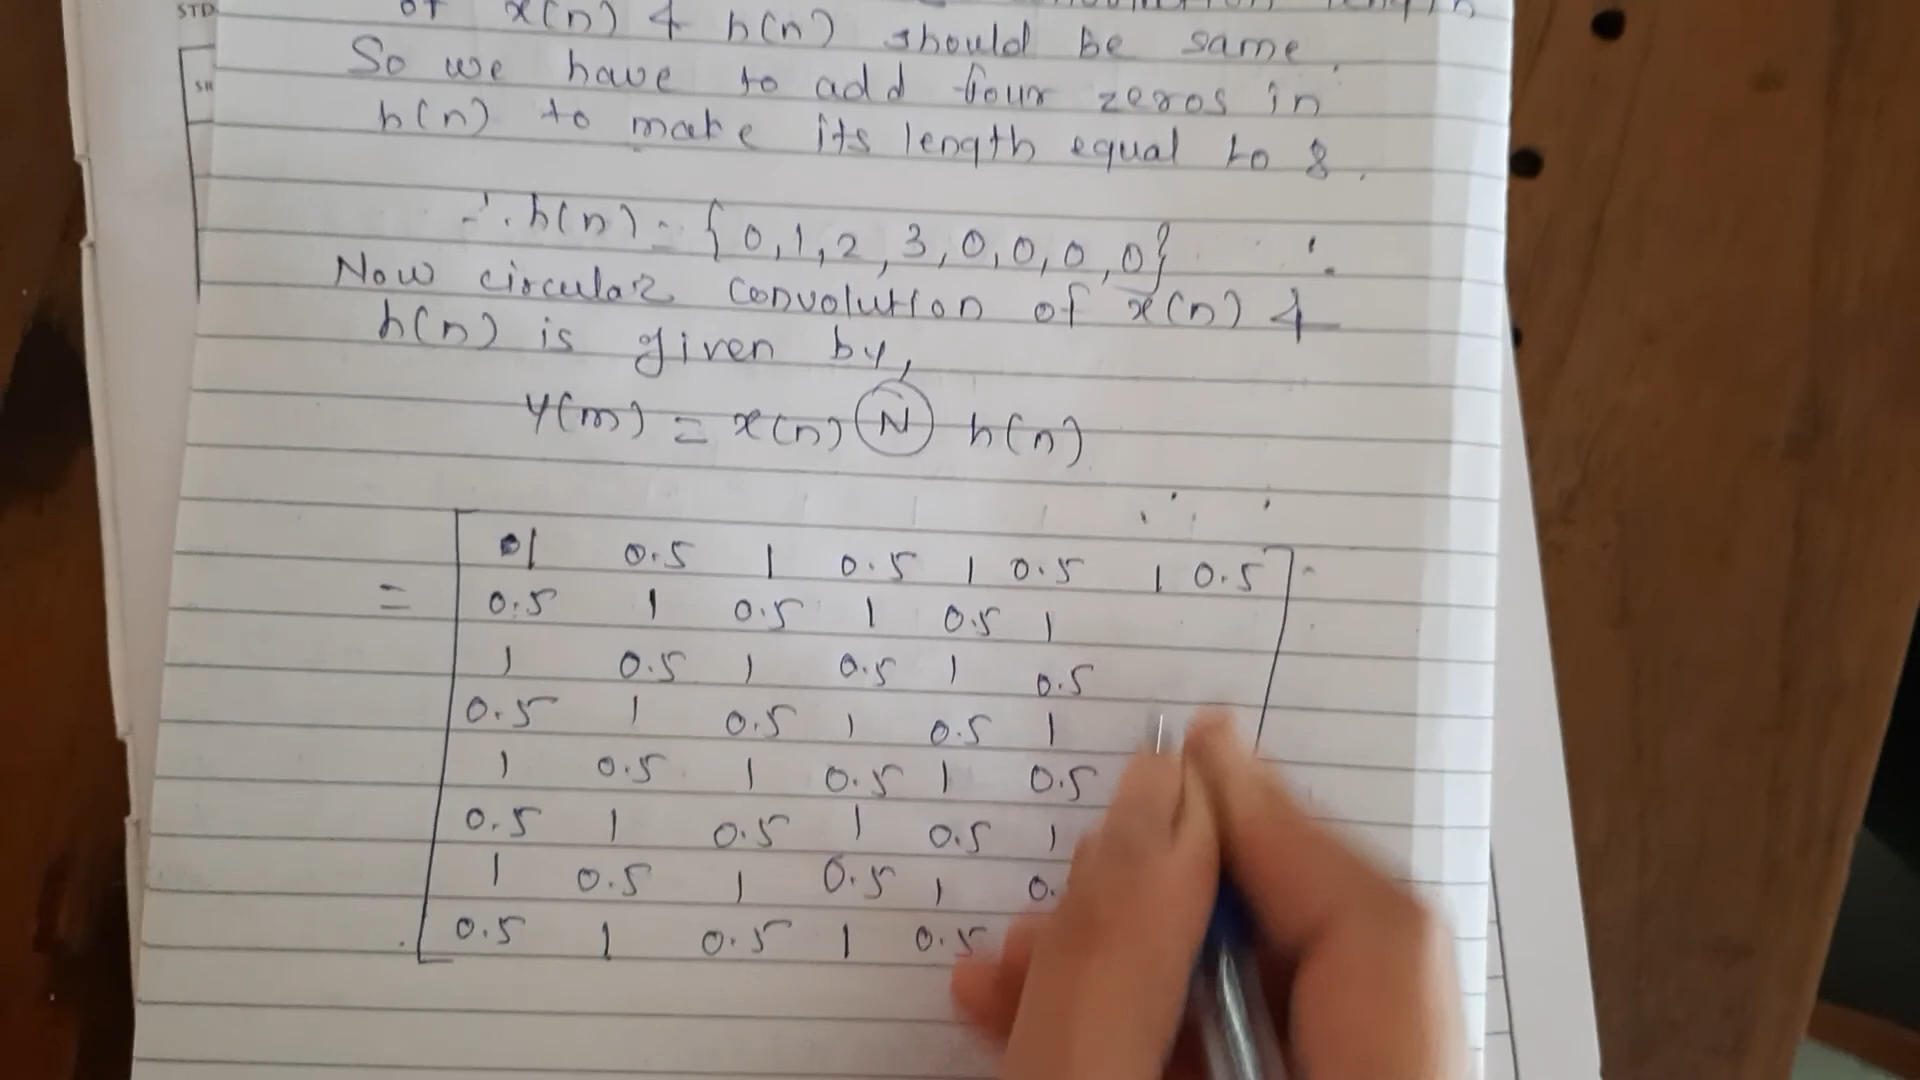 STD
SU
of x(n) & h(n) should be same.
So we have to add four zeros in
h(n) to make its length equal to 8.
∴ h(n) = {0,1,2,3,0,0,0,0}
Now circular convolution of x(n) &
h(n) is given by,
y(m) = x(n) Ⓝ h(n)
1 0.5 1 0.5 1 0.5 1 0.5
= 0.5 1 0.5 1 0.5 1
1 0.5 1 0.5 1 0.5
0.5 1 0.5 1 0.5 1
1 0.5 1 0.5 1 0.5
0.5 1 0.5 1 0.5 1
1 0.5 1 0.5 1 0.
0.5 1 0.5 1 0.5